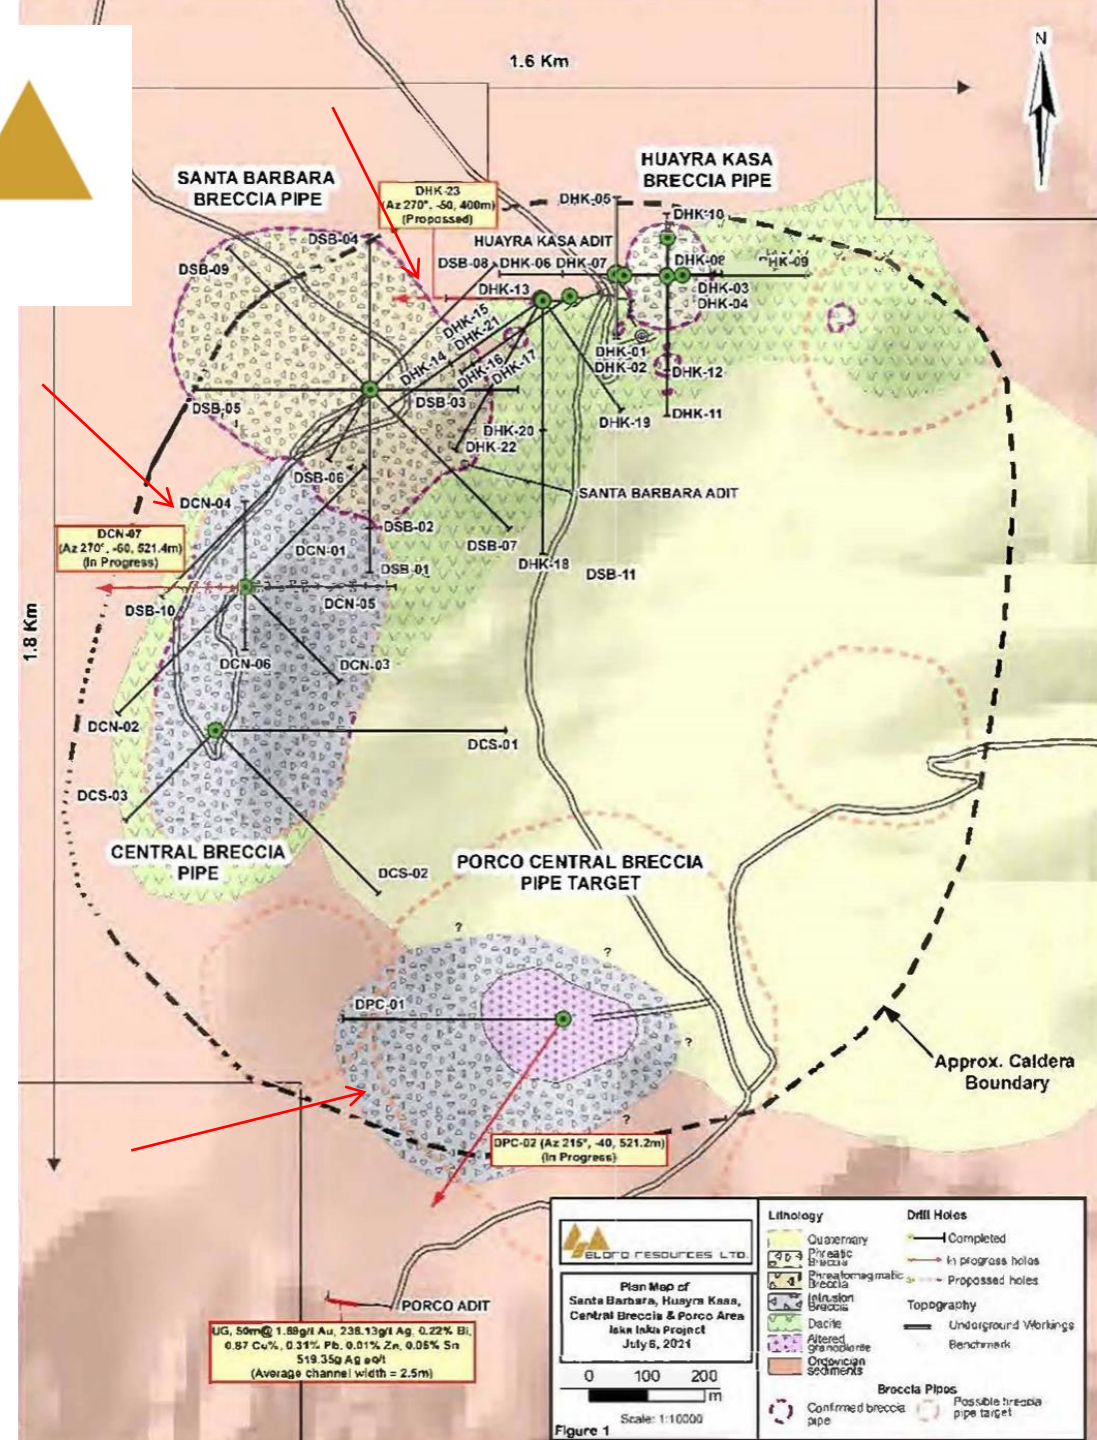 1.6 Km
N
HUAYRA KASA
BRECCIA PIPE
SANTA BARBARA
BRECCIA PIPE
DHK-23
(Az 270°, -50, 400m)
(Propossed)
DHK-05
DHK-10
DSB-04
HUAYRA KASA ADIT
DSB-09
DSB-08
DHK-06
DHK-07
DHK-08
DHK-09
DHK-13
DHK-03
DHK-04
DHK-15
DHK-21
DHK-14
DHK-16
DHK-17
DHK-01
DHK-02
DHK-12
DSB-05
DSB-03
DHK-11
DHK-19
DHK-20
DHK-22
DSB-06
SANTA BARBARA ADIT
DCN-04
DCN-07
(Az 270°, -60, 521.4m)
(In Progress)
DSB-02
DCN-01
DSB-07
DSB-01
DHK-18
DSB-11
DSB-10
DCN-05
1.8 Km
DCN-06
DCN-03
DCN-02
DCS-01
DCS-03
CENTRAL BRECCIA
PIPE
DCS-02
PORCO CENTRAL BRECCIA
PIPE TARGET
?
?
DPC-01
?
Approx. Caldera
Boundary
?
DPC-02 (Az 215°, -40, 521.2m)
(In Progress)
PORCO ADIT
UG, 50m@ 1.69g/t Au, 236.13g/t Ag, 0.22% Bi,
0.87 Cu%, 0.31% Pb, 0.01% Zn, 0.06% Sn
519.35g Ag eq/t
(Average channel width = 2.5m)
ELORO RESOURCES LTD.
Plan Map of
Santa Barbara, Huayra Kasa,
Central Breccia & Porco Area
Iska Iska Project
July 6, 2021
0 100 200
m
Scale: 1:10000
Figure 1
Lithology
Quaternary
Phreatic
Breccia
Phreatomagmatic
Breccia
Intrusion
Breccia
Dacite
Altered
granodiorite
Ordovician
sediments
Drill Holes
Completed
In progress holes
Propossed holes
Topography
Underground Workings
Benchmark
Breccia Pipes
Confirmed breccia
pipe
Possible breccia
pipe target